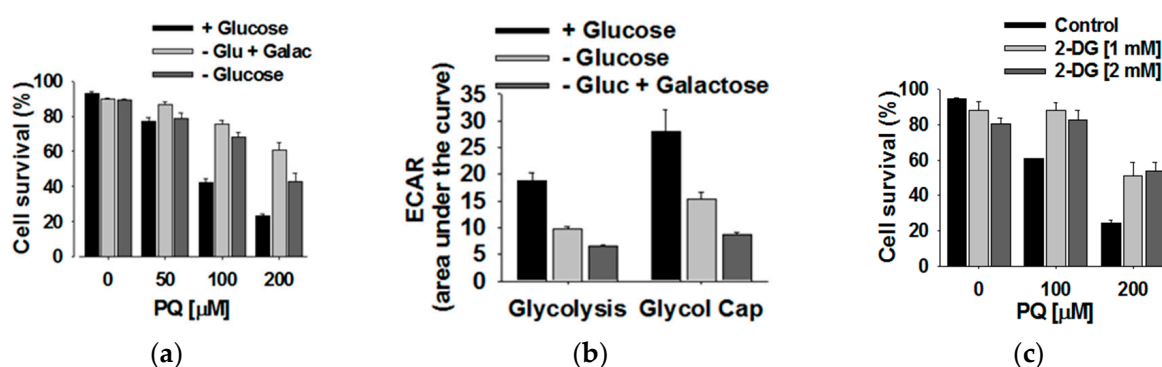 + Glucose
- Glu + Galac
- Glucose
Cell survival (%)
100
80
60
40
20
0
0 50 100 200
PQ [µM]
(a)
+ Glucose
- Glucose
- Gluc + Galactose
ECAR
(area under the curve)
35
30
25
20
15
10
5
0
Glycolysis Glycol Cap
(b)
Control
2-DG [1 mM]
2-DG [2 mM]
Cell survival (%)
100
80
60
40
20
0
0 100 200
PQ [µM]
(c)